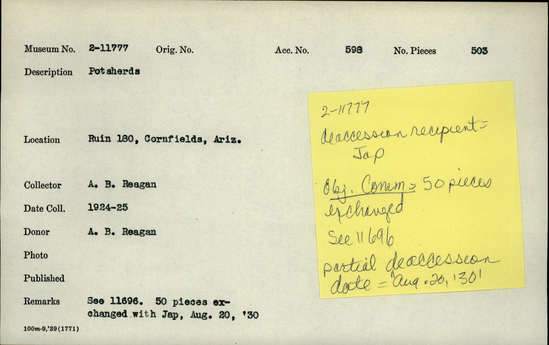 Museum No. 2-11777 Orig. No. Acc. No. 598 No. Pieces 503
Description Potsherds
Location Ruin 180, Cornfields, Ariz.
Collector A. B. Reagan
Date Coll. 1924-25
Donor A. B. Reagan
Photo
Published
Remarks See 11696. 50 pieces ex-
changed with Jap, Aug. 20, '30
100m-9,'29(1771)
2-11777
deaccession recipient=
Jap
Obj. Comm = 50 pieces
exchanged
See 11696
partial deaccession
date = 'Aug. 20, '30'